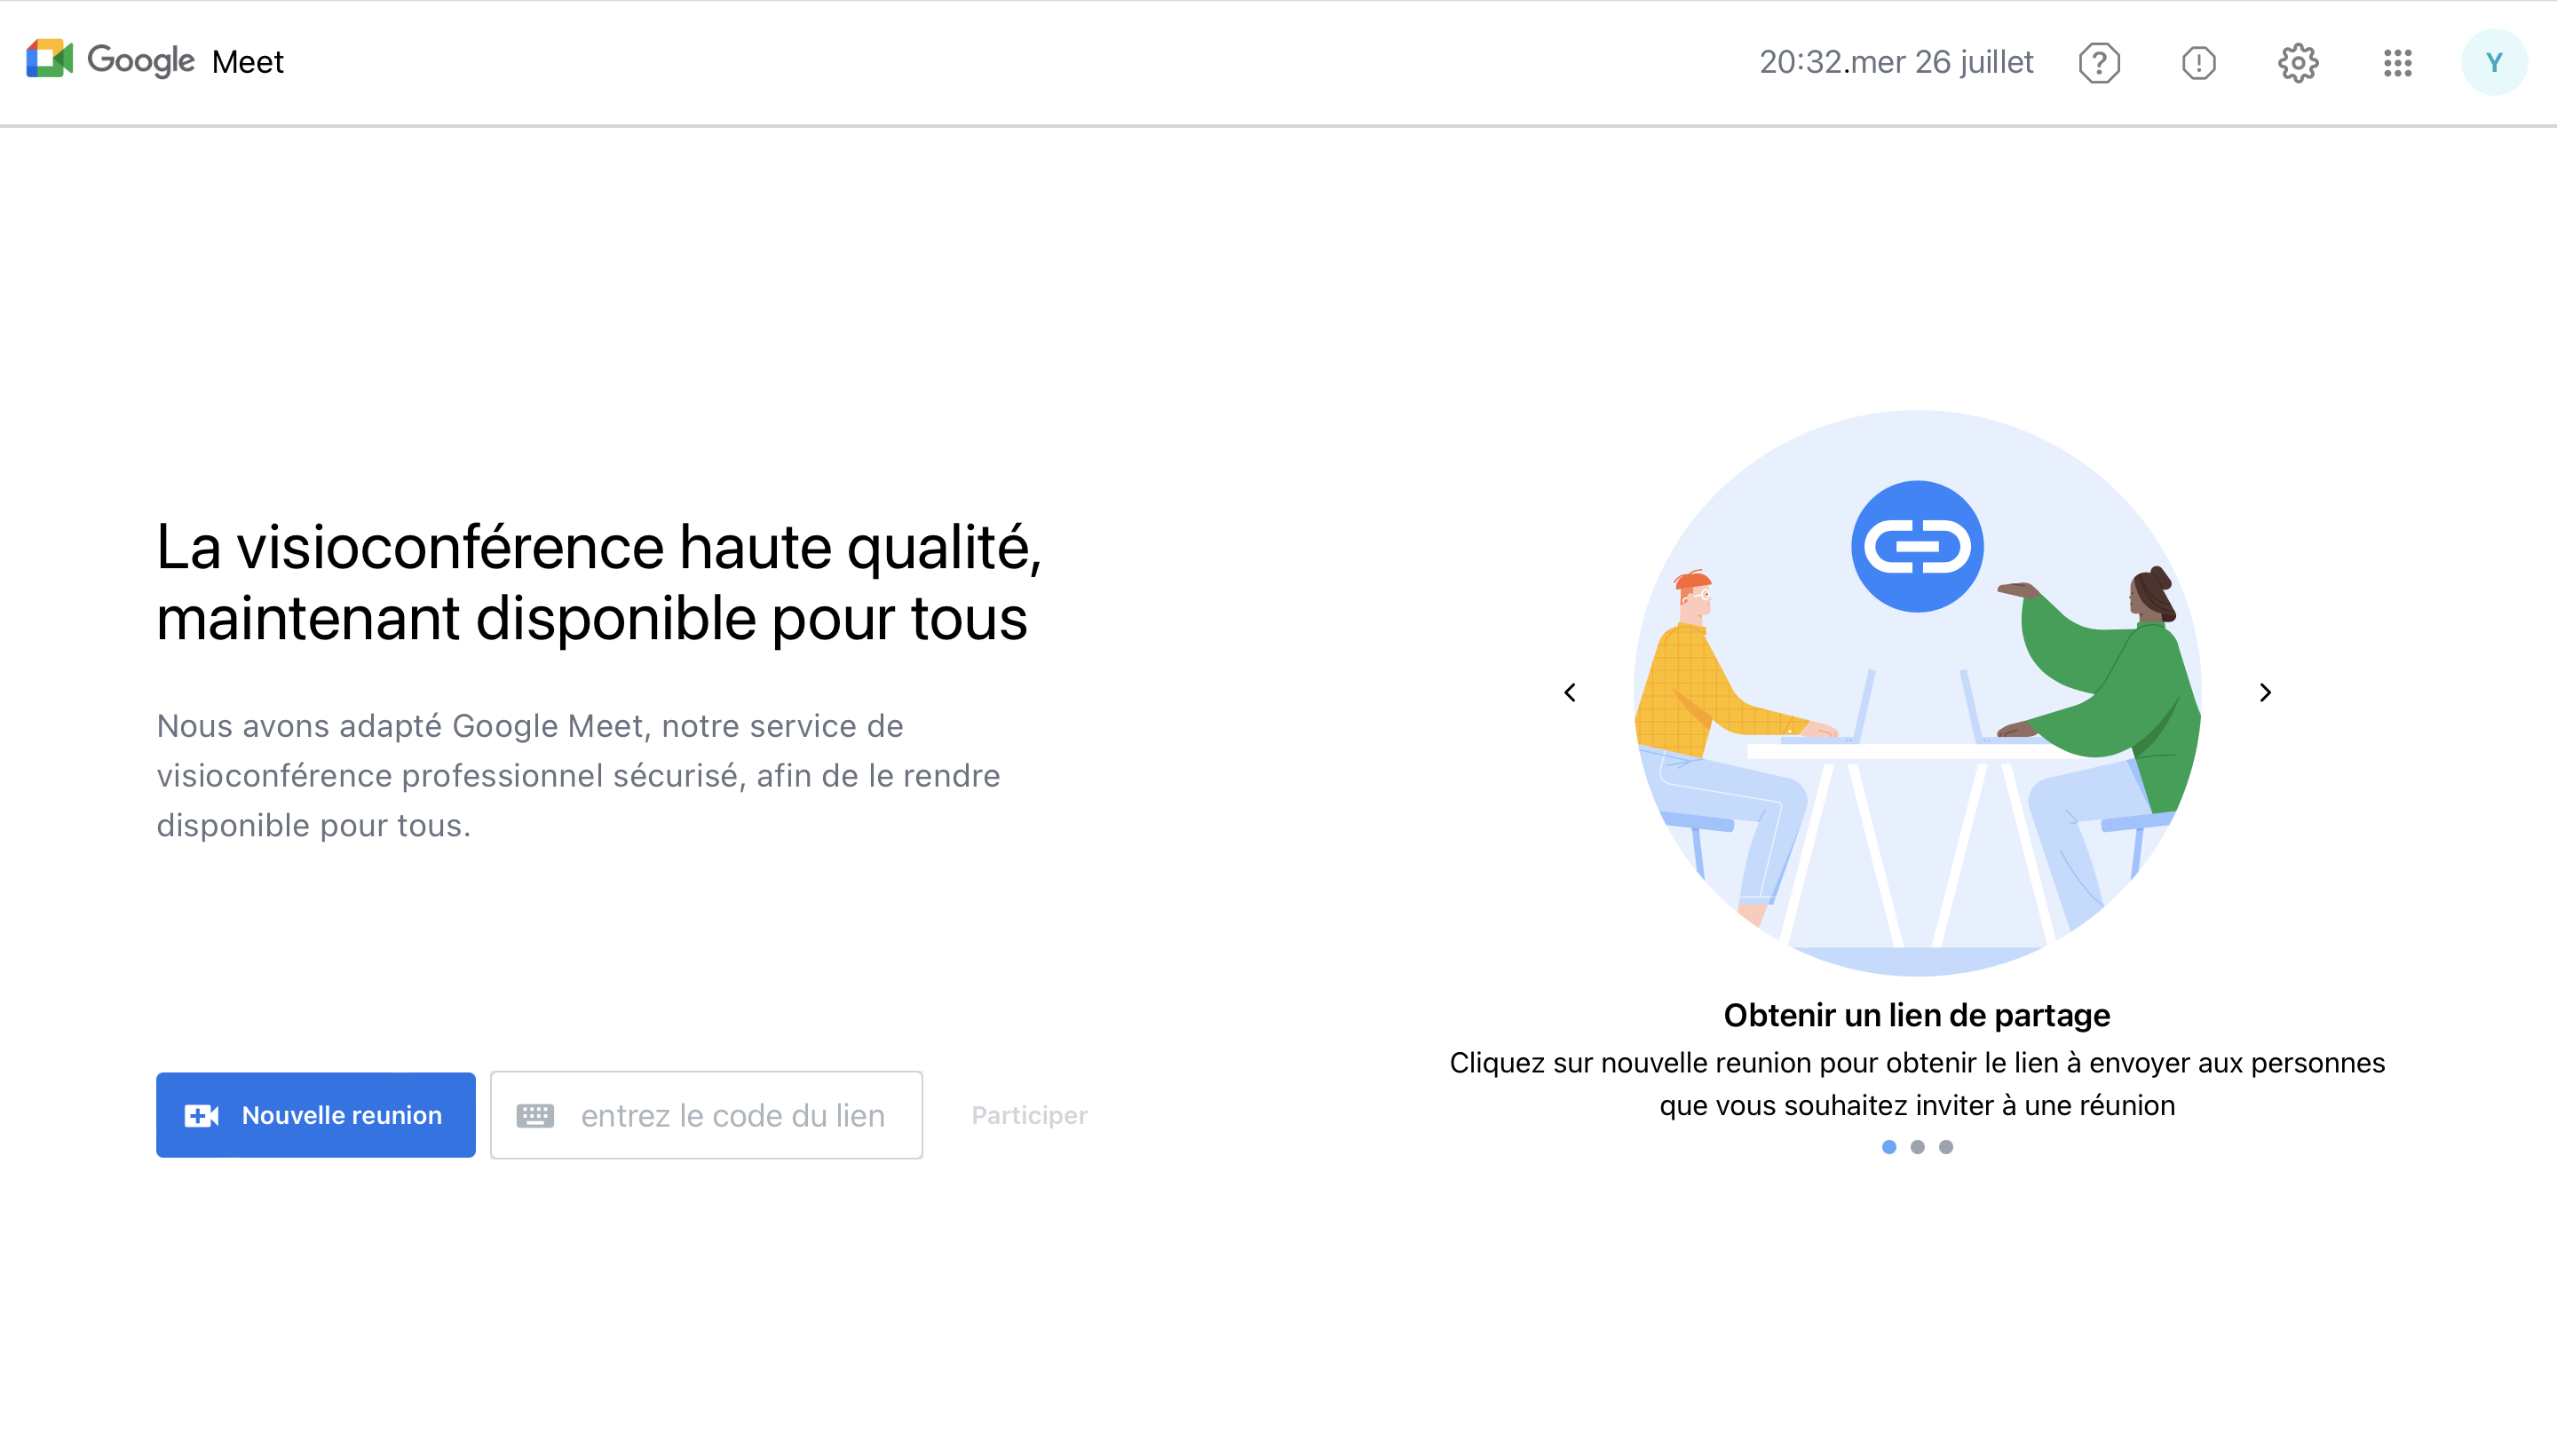 Google Meet
20:32.mer 26 juillet
Y
La visioconférence haute qualité,
maintenant disponible pour tous
Nous avons adapté Google Meet, notre service de
visioconférence professionnel sécurisé, afin de le rendre
disponible pour tous.
Nouvelle reunion
entrez le code du lien
Participer
Obtenir un lien de partage
Cliquez sur nouvelle reunion pour obtenir le lien à envoyer aux personnes
que vous souhaitez inviter à une réunion